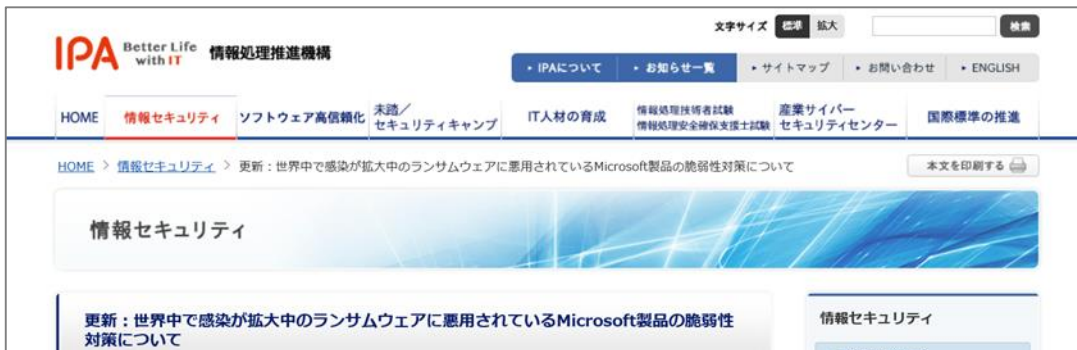 文字サイズ 標準 拡大 検索
IPA Better Life with IT 情報処理推進機構
・IPAについて ・お知らせ一覧 ・サイトマップ ・お問い合わせ ・ENGLISH
HOME 情報セキュリティ ソフトウェア高信頼化 未踏／セキュリティキャンプ IT人材の育成 情報処理技術者試験 情報処理安全確保支援士試験 産業サイバーセキュリティセンター 国際標準の推進
HOME > 情報セキュリティ > 更新：世界中で感染が拡大中のランサムウェアに悪用されているMicrosoft製品の脆弱性対策について 本文を印刷する
情報セキュリティ
更新：世界中で感染が拡大中のランサムウェアに悪用されているMicrosoft製品の脆弱性
対策について
情報セキュリティ